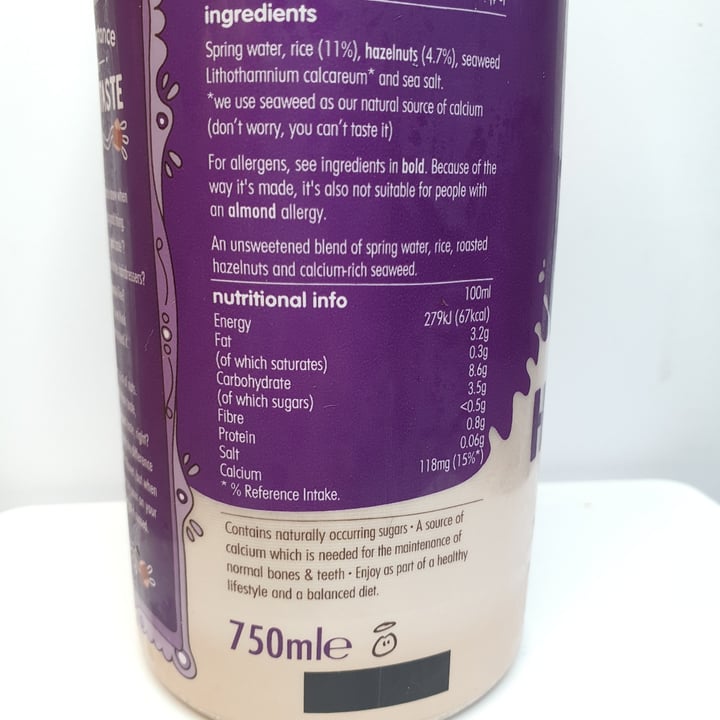 ingredients
Spring water, rice (11%), hazelnuts (4.7%), seaweed
Lithothamnium calcareum* and sea salt.
*we use seaweed as our natural source of calcium
(don't worry, you can't taste it)
For allergens, see ingredients in bold. Because of the
way it's made, it's also not suitable for people with
an almond allergy.
An unsweetened blend of spring water, rice, roasted
hazelnuts and calcium-rich seaweed.
nutritional info 100ml
Energy 279kJ (67kcal)
Fat 3.2g
(of which saturates) 0.3g
Carbohydrate 8.6g
(of which sugars) 3.5g
Fibre <0.5g
Protein 0.8g
Salt 0.06g
Calcium 118mg (15%*)
* % Reference Intake.
Contains naturally occurring sugars • A source of
calcium which is needed for the maintenance of
normal bones & teeth • Enjoy as part of a healthy
lifestyle and a balanced diet.
750ml e